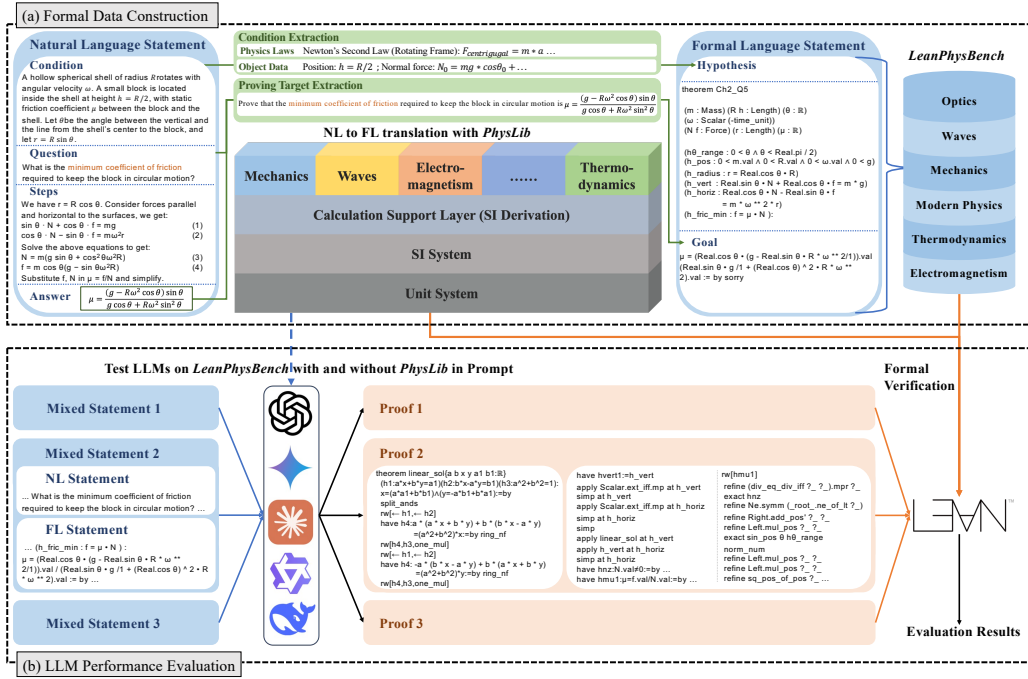 (a) Formal Data Construction
Natural Language Statement
Condition
A hollow spherical shell of radius R rotates with
angular velocity ω. A small block is located
inside the shell at height h = R/2, with static
friction coefficient μ between the block and the
shell. Let θ be the angle between the vertical and
the line from the shell's center to the block, and
let r = R sin θ.
Question
What is the minimum coefficient of friction
required to keep the block in circular motion?
Steps
We have r = R cos θ. Consider forces parallel
and horizontal to the surfaces, we get:
sin θ · N + cos θ · f = mg (1)
cos θ · N − sin θ · f = mω²r (2)
Solve the above equations to get:
N = m(g sin θ + cos²θω²R) (3)
f = m cos θ(g − sin θω²R) (4)
Substitute f, N in μ = f/N and simplify.
Answer
μ = (g − Rω² cos θ) sin θ / g cos θ + Rω² sin² θ
Condition Extraction
Physics Laws Newton's Second Law (Rotating Frame): F_centrigugal = m * a …
Object Data Position: h = R/2 ; Normal force: N₀ = mg * cosθ₀ + …
Proving Target Extraction
Prove that the minimum coefficient of friction required to keep the block in circular motion is μ = (g − Rω² cos θ) sin θ / g cos θ + Rω² sin² θ
NL to FL translation with PhysLib
Mechanics
Waves
Electro-
magnetism
……
Thermo-
dynamics
Calculation Support Layer (SI Derivation)
SI System
Unit System
Formal Language Statement
Hypothesis
theorem Ch2_Q5
(m : Mass) (R h : Length) (θ : ℝ)
(ω : Scalar (-time_unit))
(N f : Force) (r : Length) (μ : ℝ)
(hθ_range : 0 < θ ∧ θ < Real.pi / 2)
(h_pos : 0 < m.val ∧ 0 < R.val ∧ 0 < ω.val ∧ 0 < g)
(h_radius : r = Real.cos θ • R)
(h_vert : Real.sin θ • N + Real.cos θ • f = m * g)
(h_horiz : Real.cos θ • N - Real.sin θ • f
= m * ω ** 2 * r)
(h_fric_min : f = μ • N ):
Goal
μ = (Real.cos θ • (g - Real.sin θ • R * ω ** 2/1)).val
(Real.sin θ • g /1 + (Real.cos θ) ^ 2 • R * ω **
2).val := by sorry
LeanPhysBench
Optics
Waves
Mechanics
Modern Physics
Thermodynamics
Electromagnetism
Test LLMs on LeanPhysBench with and without PhysLib in Prompt
Formal
Verification
Mixed Statement 1
Mixed Statement 2
NL Statement
... What is the minimum coefficient of friction
required to keep the block in circular motion? ...
FL Statement
... (h_fric_min : f = μ • N ) :
μ = (Real.cos θ • (g - Real.sin θ • R * ω **
2/1)).val / (Real.sin θ • g /1 + (Real.cos θ) ^ 2 • R
* ω ** 2).val := by ...
Mixed Statement 3
Proof 1
Proof 2
theorem linear_sol{a b x y a1 b1:ℝ}
(h1:a*x+b*y=a1)(h2:b*x-a*y=b1)(h3:a^2+b^2=1):
x=(a*a1+b*b1)∧(y=-a*b1+b*a1):=by
split_ands
rw[← h1,← h2]
have h4:a * (a * x + b * y) + b * (b * x - a * y)
=(a^2+b^2)*x:=by ring_nf
rw[h4,h3,one_mul]
rw[← h1,← h2]
have h4: -a * (b * x - a * y) + b * (a * x + b * y)
=(a^2+b^2)*y:=by ring_nf
rw[h4,h3,one_mul]
have hvert1:=h_vert
apply Scalar.ext_iff.mp at h_vert
simp at h_vert
apply Scalar.ext_iff.mp at h_horiz
simp at h_horiz
have
simp
apply linear_sol at h_vert
apply h_vert at h_horiz
simp at h_horiz
have hnz:N.val≠0:=by ...
have hmu1:μ=f.val/N.val:=by ...
rw[hmu1]
refine (div_eq_div_iff ?_ ?_).mpr ?_
exact hnz
refine Ne.symm (_root_.ne_of_lt ?_)
refine Right.add_pos' ?_ ?_
refine Left.mul_pos ?_ ?_
exact sin_pos θ hθ_range
norm_num
refine Left.mul_pos ?_ ?_
refine Left.mul_pos ?_ ?_
refine sq_pos_of_pos ?_ ...
Proof 3
LEAN™
Evaluation Results
(b) LLM Performance Evaluation